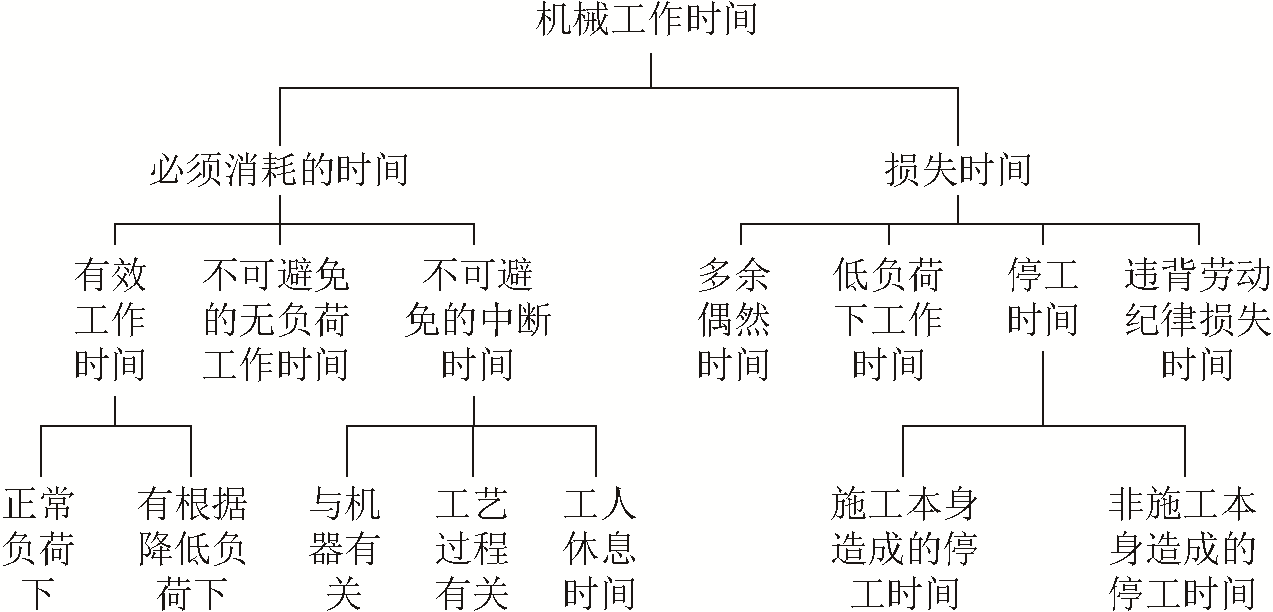 机械工作时间
必须消耗的时间
损失时间
有效
工作
时间
不可避免
的无负荷
工作时间
不可避
免的中断
时间
多余
偶然
时间
低负荷
下工作
时间
停工
时间
违背劳动
纪律损失
时间
正常
负荷
下
有根据
降低负
荷下
与机
器有
关
工艺
过程
有关
工人
休息
时间
施工本身
造成的停
工时间
非施工本
身造成的
停工时间